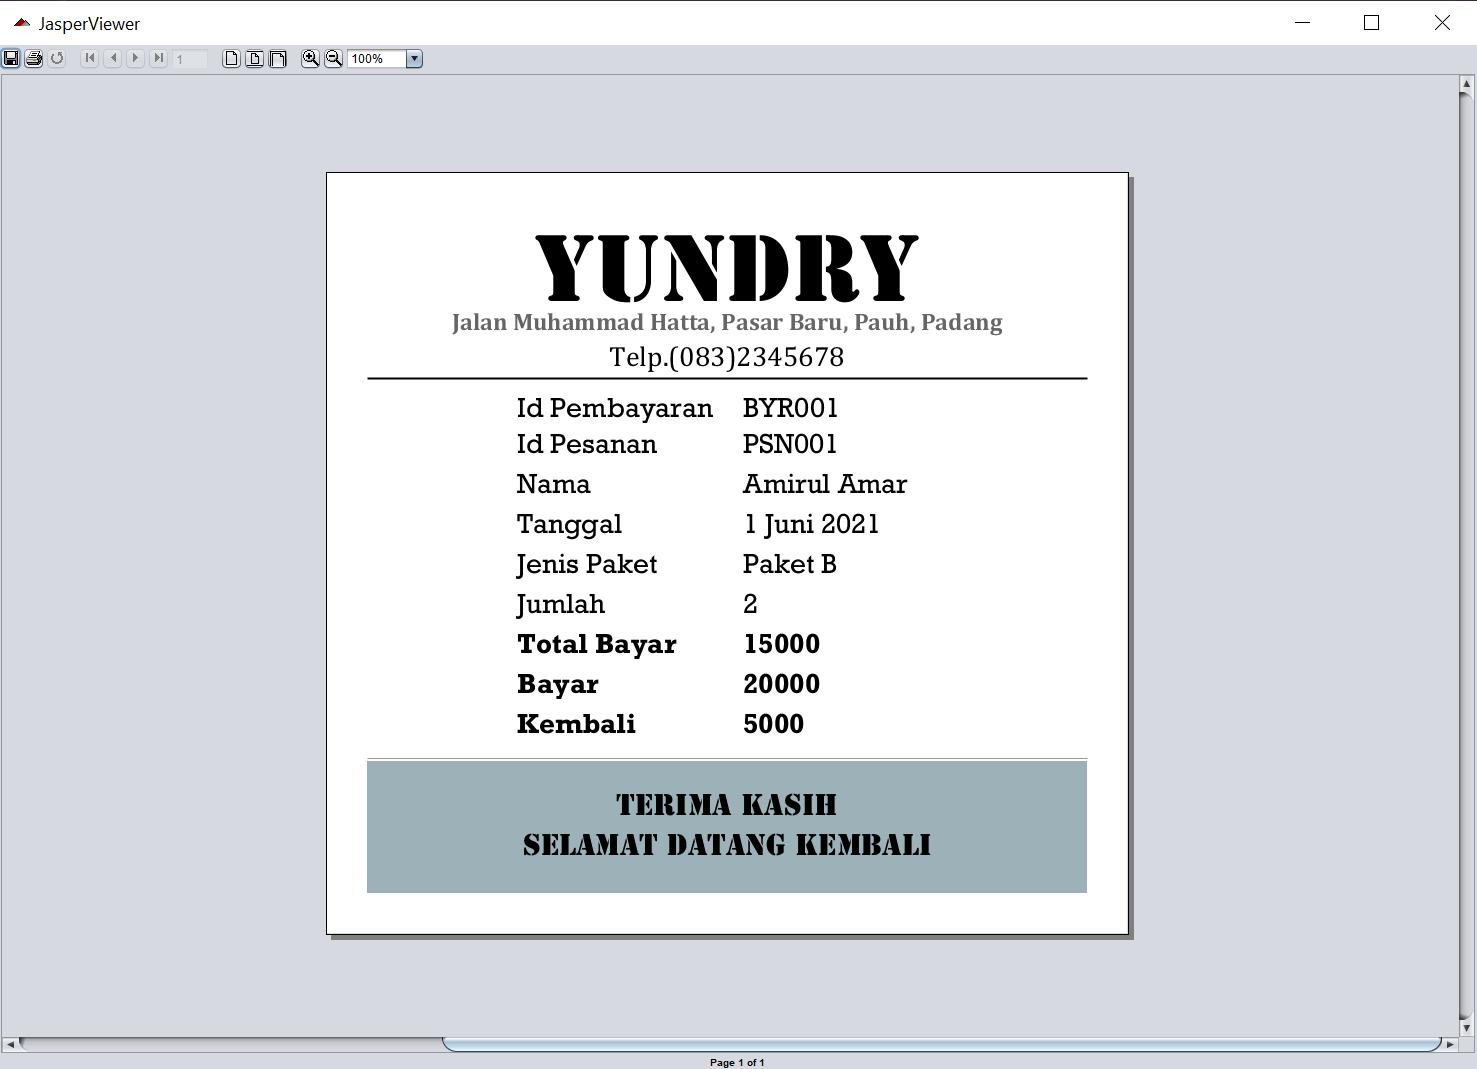 JasperViewer
1
100%
YUNDRY
Jalan Muhammad Hatta, Pasar Baru, Pauh, Padang
Telp.(083)2345678
Id Pembayaran BYR001
Id Pesanan PSN001
Nama Amirul Amar
Tanggal 1 Juni 2021
Jenis Paket Paket B
Jumlah 2
Total Bayar 15000
Bayar 20000
Kembali 5000
TERIMA KASIH
SELAMAT DATANG KEMBALI
Page 1 of 1